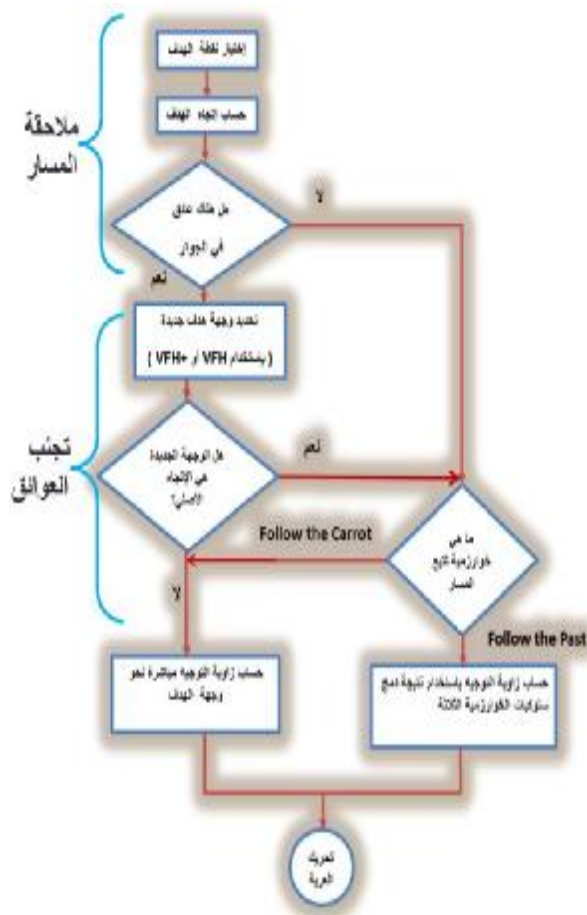 إختيار نقطة الهدف
حساب إتجاه الهدف
ملاحقة
المسار
هل هناك عائق
في الجوار
لا
نعم
تحديد وجهة هدف جديدة
( باستخدام VFH أو +VFH )
تجنب
العوائق
هل الوجهة الجديدة
هي الإتجاه
الأصلي؟
نعم
ما هي
خوارزمية تتبع
المسار
Follow the Carrot
لا
Follow the Past
حساب زاوية التوجيه مباشرة نحو
وجهة الهدف
حساب زاوية التوجيه باستخدام نتيجة دمج
سلوكيات الخوارزمية الثلاثة
تحريك
العربة